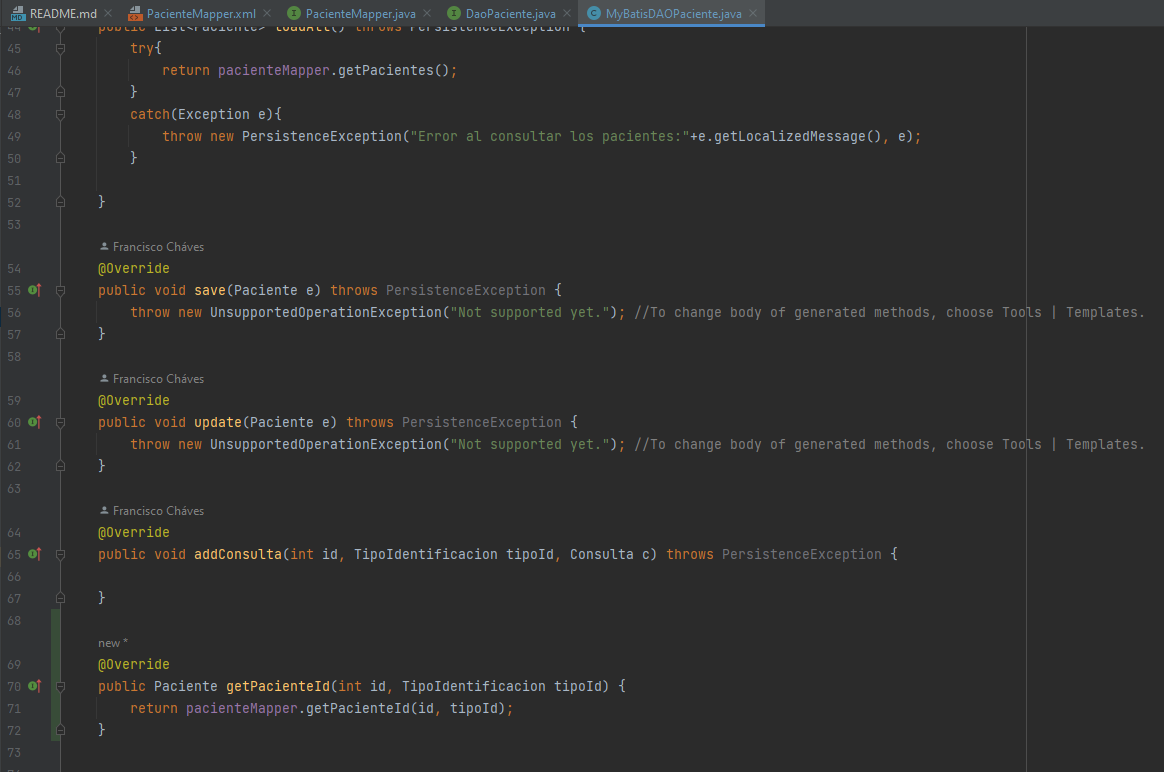 README.md PacienteMapper.xml PacienteMapper.java DaoPaciente.java MyBatisDAOPaciente.java
44 public List<Paciente> loadAll() throws PersistenceException {
45 try{
46 return pacienteMapper.getPacientes();
47 }
48 catch(Exception e){
49 throw new PersistenceException("Error al consultar los pacientes:"+e.getLocalizedMessage(), e);
50 }
51
52 }
53
Francisco Cháves
54 @Override
55 public void save(Paciente e) throws PersistenceException {
56 throw new UnsupportedOperationException("Not supported yet."); //To change body of generated methods, choose Tools | Templates.
57 }
58
Francisco Cháves
59 @Override
60 public void update(Paciente e) throws PersistenceException {
61 throw new UnsupportedOperationException("Not supported yet."); //To change body of generated methods, choose Tools | Templates.
62 }
63
Francisco Cháves
64 @Override
65 public void addConsulta(int id, TipoIdentificacion tipoId, Consulta c) throws PersistenceException {
66
67 }
68
new *
69 @Override
70 public Paciente getPacienteId(int id, TipoIdentificacion tipoId) {
71 return pacienteMapper.getPacienteId(id, tipoId);
72 }
73